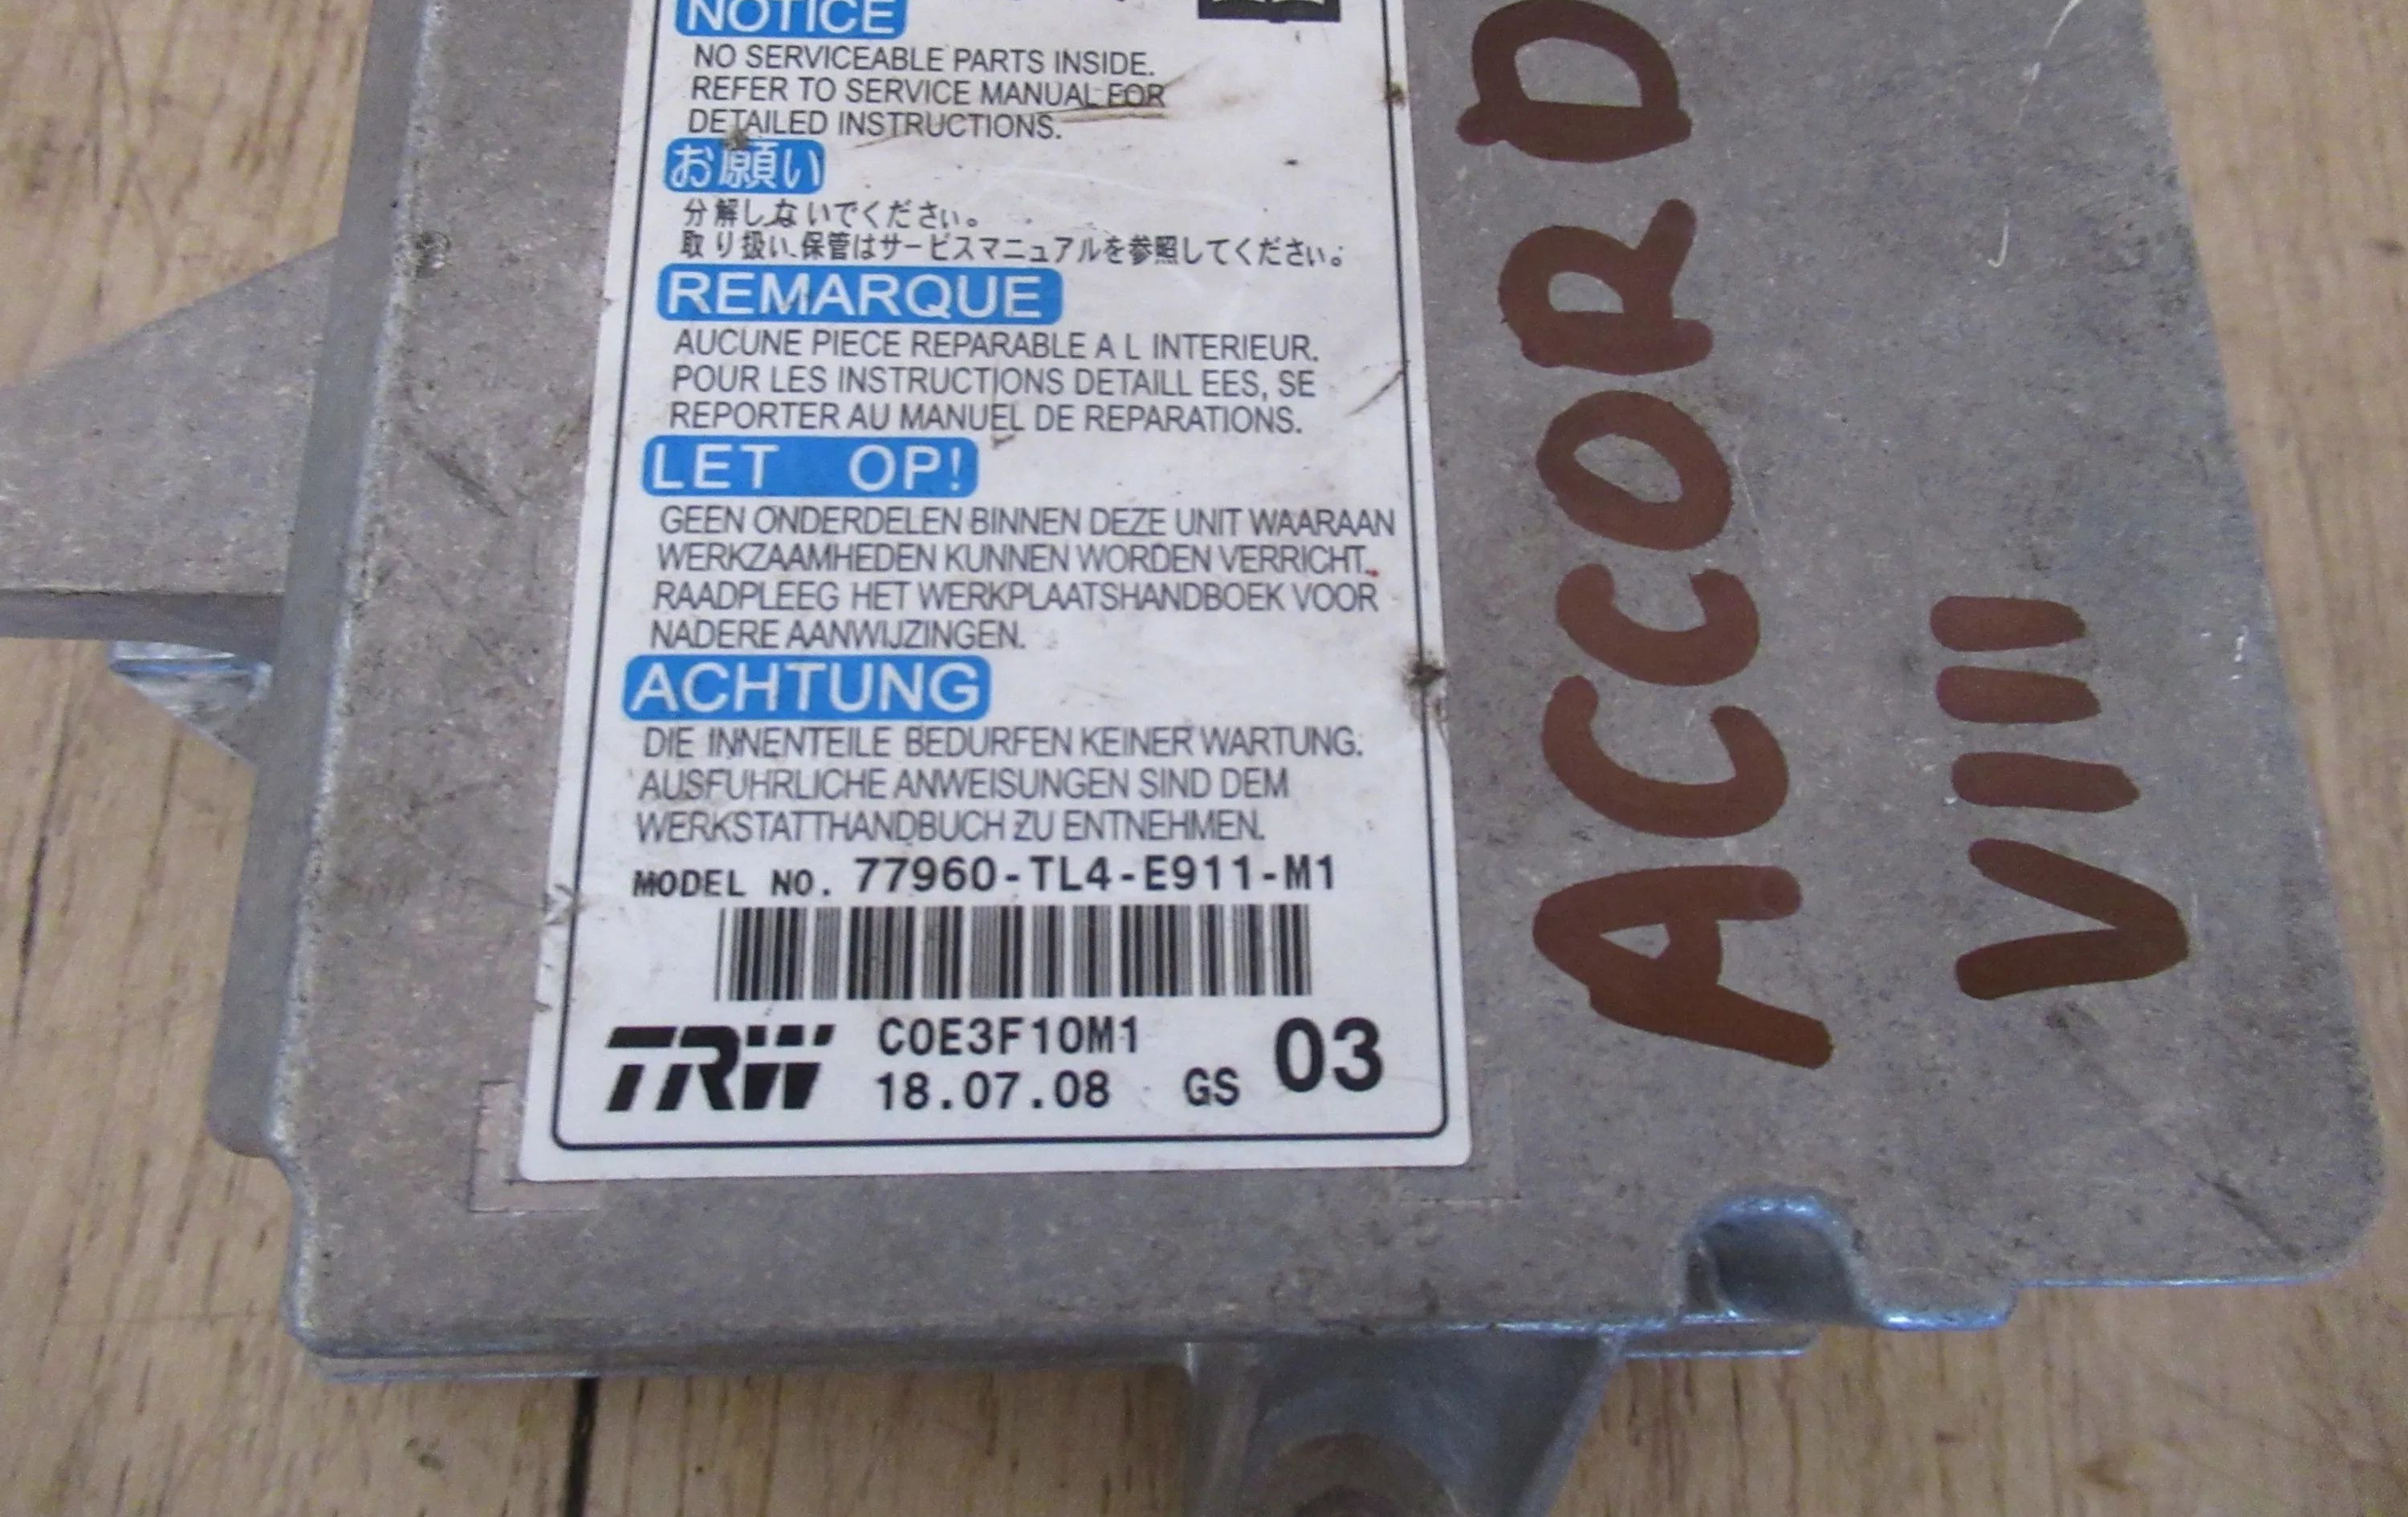 NOTICE
NO SERVICEABLE PARTS INSIDE.
REFER TO SERVICE MANUAL FOR
DETAILED INSTRUCTIONS.
お願い
分解しないでください。
取り扱い、保管はサービスマニュアルを参照してください。
REMARQUE
AUCUNE PIECE REPARABLE A L INTERIEUR.
POUR LES INSTRUCTIONS DETAILL EES, SE
REPORTER AU MANUEL DE REPARATIONS.
LET OP!
GEEN ONDERDELEN BINNEN DEZE UNIT WAARAAN
WERKZAAMHEDEN KUNNEN WORDEN VERRICHT.
RAADPLEEG HET WERKPLAATSHANDBOEK VOOR
NADERE AANWIJZINGEN.
ACHTUNG
DIE INNENTEILE BEDURFEN KEINER WARTUNG.
AUSFUHRLICHE ANWEISUNGEN SIND DEM
WERKSTATTHANDBUCH ZU ENTNEHMEN.
MODEL NO. 77960-TL4-E911-M1
TRW C0E3F10M1
18.07.08 GS 03
ACCORD
VIII